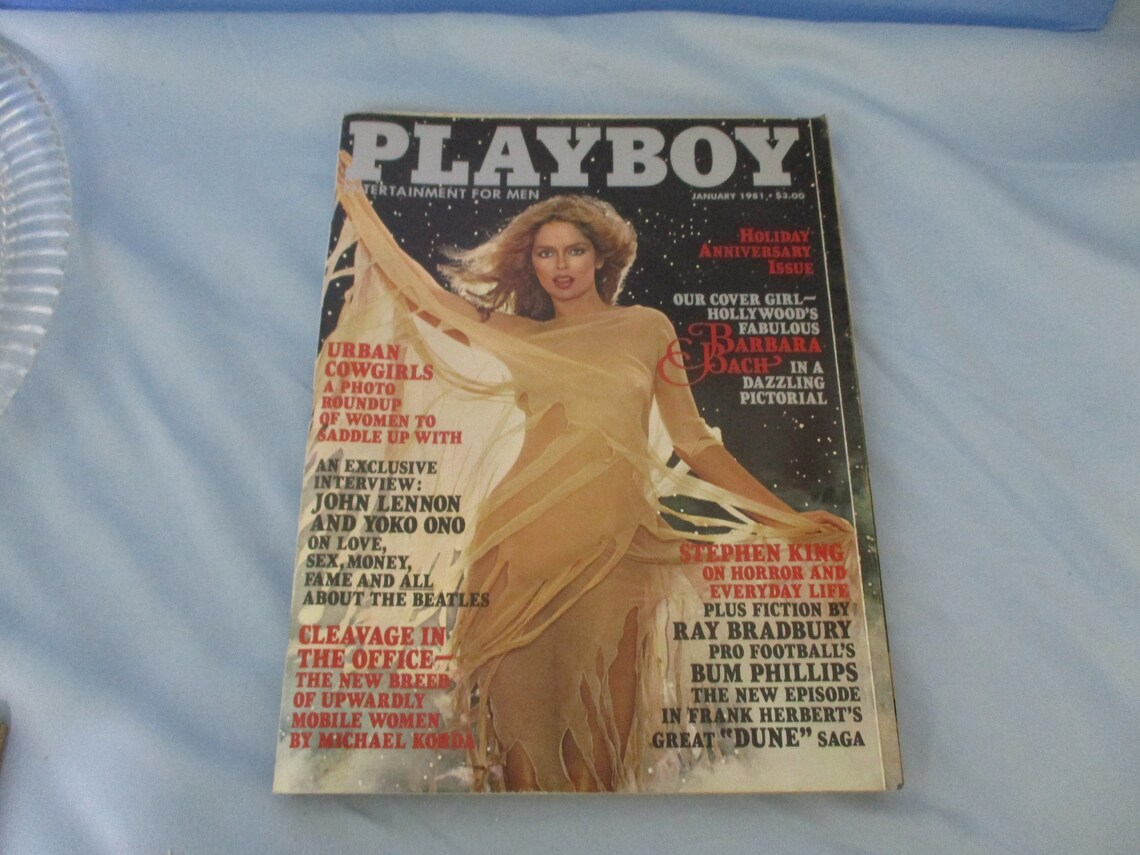 PLAYBOY
ENTERTAINMENT FOR MEN
JANUARY 1981 • $3.00
HOLIDAY
ANNIVERSARY
ISSUE
OUR COVER GIRL—
HOLLYWOOD'S
FABULOUS
BARBARA
BACH IN A
DAZZLING
PICTORIAL
URBAN
COWGIRLS
A PHOTO
ROUNDUP
OF WOMEN TO
SADDLE UP WITH
AN EXCLUSIVE
INTERVIEW:
JOHN LENNON
AND YOKO ONO
ON LOVE,
SEX, MONEY,
FAME AND ALL
ABOUT THE BEATLES
CLEAVAGE IN
THE OFFICE—
THE NEW BREED
OF UPWARDLY
MOBILE WOMEN
BY MICHAEL KORDA
STEPHEN KING
ON HORROR AND
EVERYDAY LIFE
PLUS FICTION BY
RAY BRADBURY
PRO FOOTBALL'S
BUM PHILLIPS
THE NEW EPISODE
IN FRANK HERBERT'S
GREAT "DUNE" SAGA